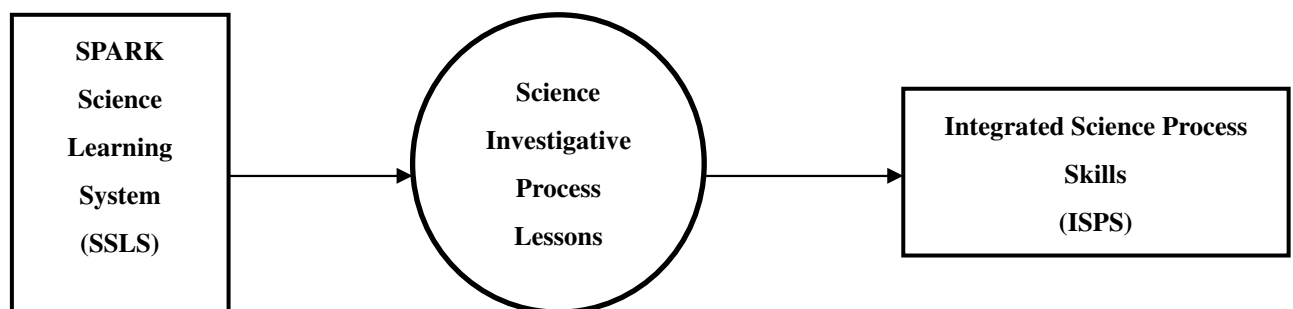 SPARK
Science
Learning
System
(SSLS)
Science
Investigative
Process
Lessons
Integrated Science Process
Skills
(ISPS)